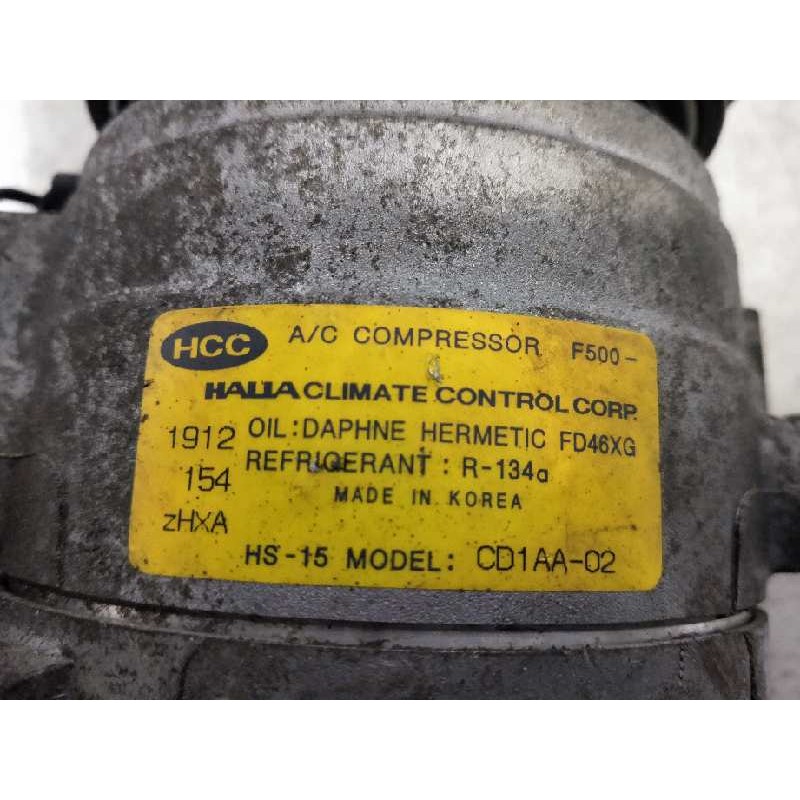 HCC A/C COMPRESSOR F500-
HALLA CLIMATE CONTROL CORP.
1912 OIL:DAPHNE HERMETIC FD46XG
154 REFRIGERANT : R-134a
MADE IN KOREA
zHXA
HS-15 MODEL: CD1AA-02